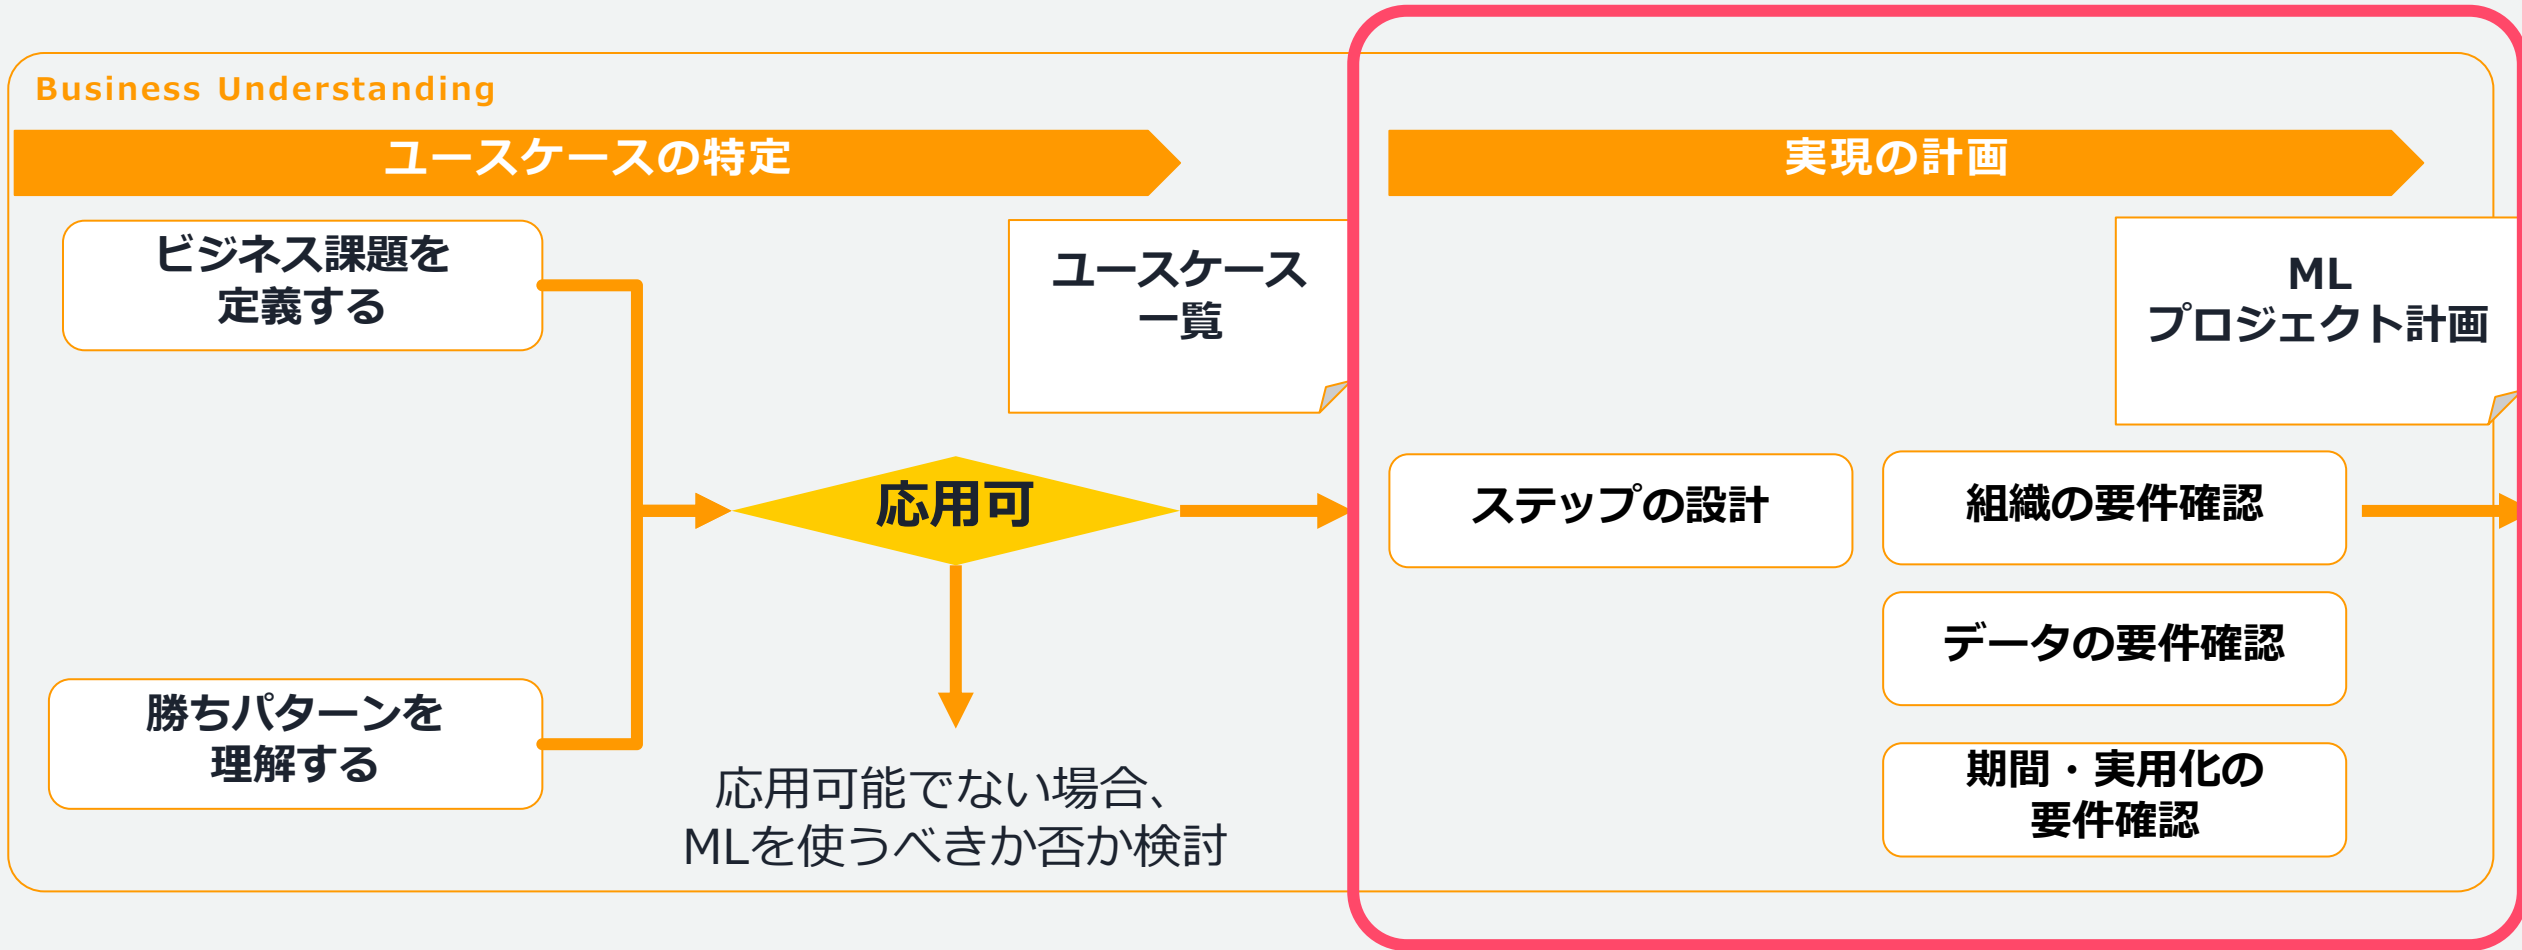 Business Understanding
ユースケースの特定
実現の計画
ビジネス課題を
定義する
ユースケース
一覧
ML
プロジェクト計画
応用可
ステップの設計
組織の要件確認
データの要件確認
勝ちパターンを
理解する
期間・実用化の
要件確認
応用可能でない場合、
MLを使うべきか否か検討